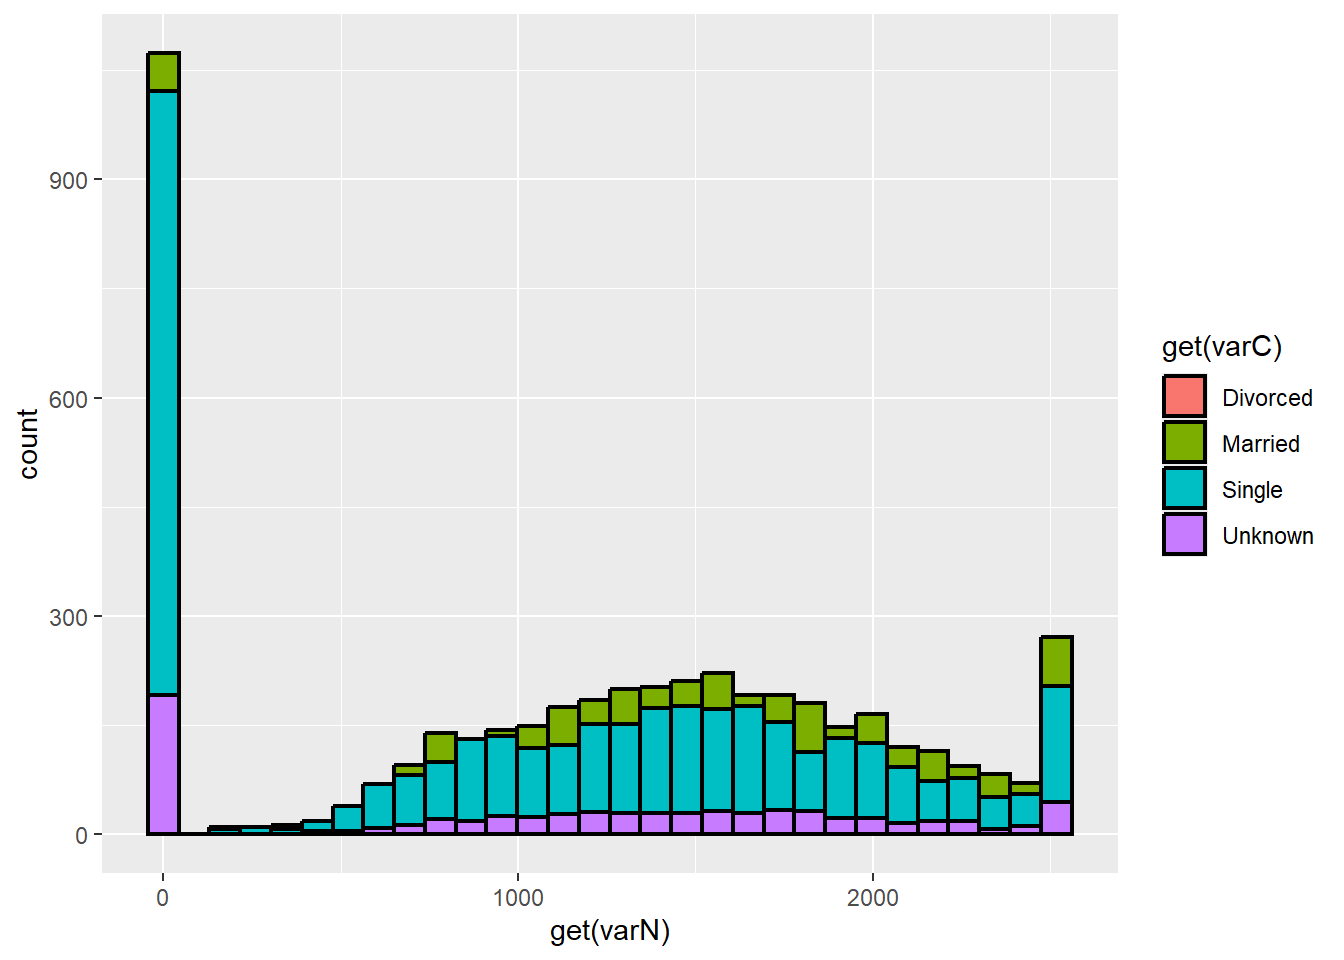 900
600
300
0
count
0 1000 2000
get(varN)
get(varC)
Divorced
Married
Single
Unknown